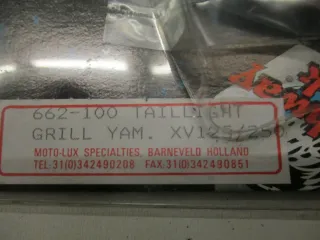 662-100 TAILLIGHT
GRILL YAM. XV125/250
MOTO-LUX SPECIALTIES, BARNEVELD HOLLAND
TEL:31(0)342490208 FAX:31(0)342490851